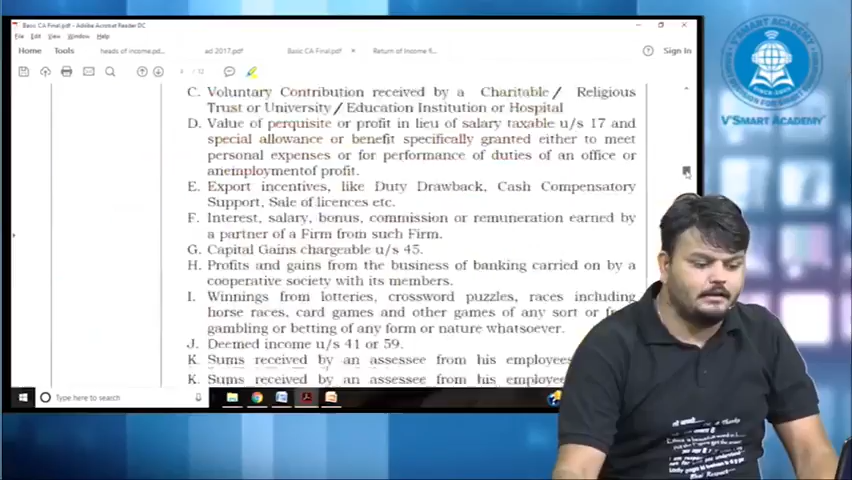 Basic CA Final.pdf - Adobe Acrobat Reader DC
File Edit View Window Help
Home Tools heads of income.pd... ad 2017.pdf Basic CA Final.pdf × Return of Income fi... Sign In
/ 12
C. Voluntary Contribution received by a Charitable / Religious
Trust or University / Education Institution or Hospital
D. Value of perquisite or profit in lieu of salary taxable u/s 17 and
special allowance or benefit specifically granted either to meet
personal expenses or for performance of duties of an office or
anemploymentof profit.
E. Export incentives, like Duty Drawback, Cash Compensatory
Support, Sale of licences etc.
F. Interest, salary, bonus, commission or remuneration earned by
a partner of a Firm from such Firm.
G. Capital Gains chargeable u/s 45.
H. Profits and gains from the business of banking carried on by a
cooperative society with its members.
I. Winnings from lotteries, crossword puzzles, races including
horse races, card games and other games of any sort or
gambling or betting of any form or nature whatsoever.
J. Deemed income u/s 41 or 59.
K. Sums received by an assessee from his employees
K. Sums received by an assessee from his employee
Type here to search
V'SMART ACADEMY
SINCE-2009
V'SMART ACADEMY